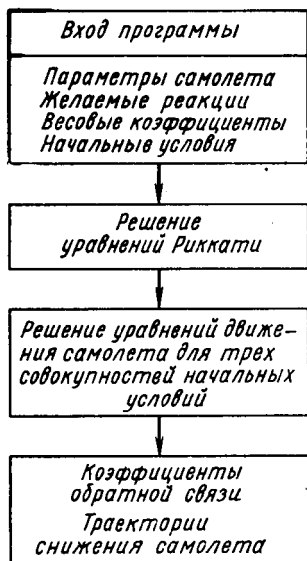 Вход программы
Параметры самолета
Желаемые реакции
Весовые коэффициенты
Начальные условия
Решение
уравнений Риккати
Решение уравнений движе-
ния самолета для трех
совокупностей начальных
условий
Коэффициенты
обратной связи
Траектории
снижения самолета